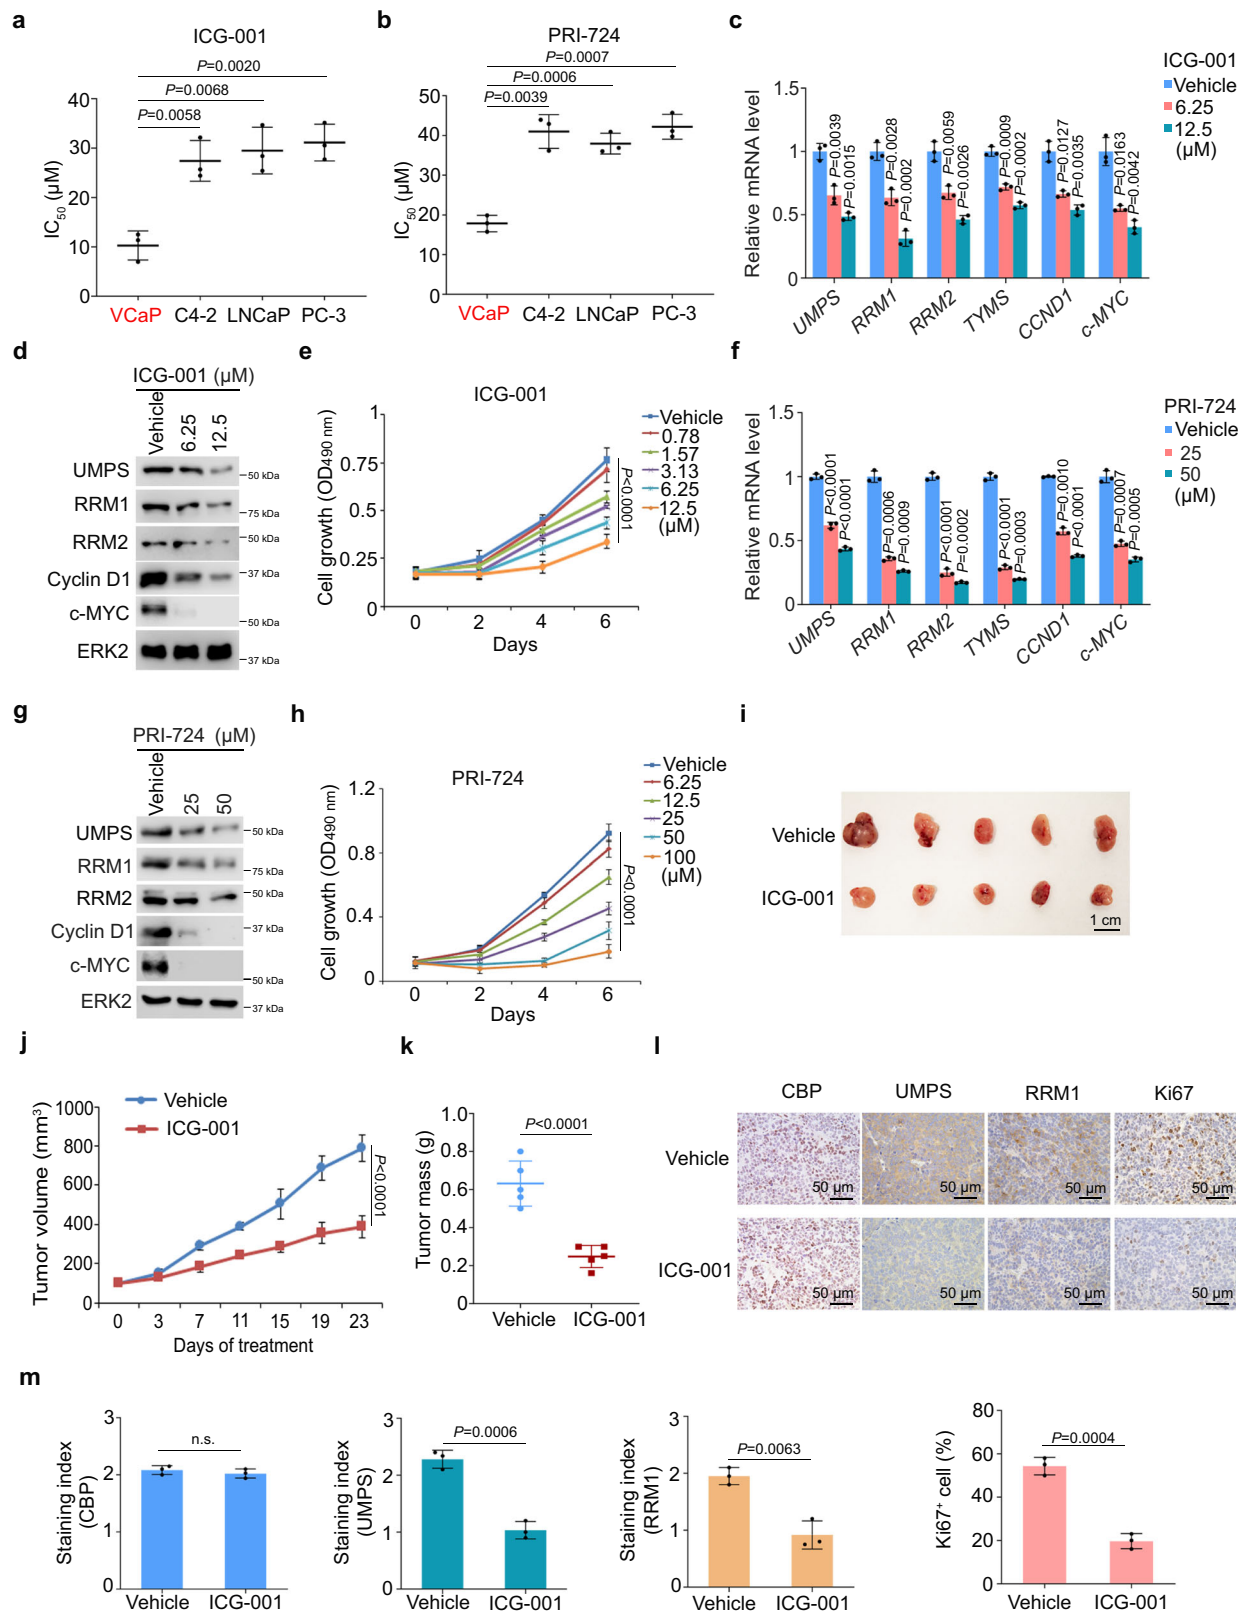 a
ICG-001
P=0.0020
P=0.0068
P=0.0058
40
30
20
10
0
IC50 (µM)
VCaP C4-2 LNCaP PC-3
b
PRI-724
P=0.0007
P=0.0006
P=0.0039
50
40
30
20
10
0
IC50 (µM)
VCaP C4-2 LNCaP PC-3
c
ICG-001
Vehicle
6.25
12.5
(µM)
Relative mRNA level
1.5
1
0.5
0
P=0.0039
P=0.0015
P=0.0028
P=0.0002
P=0.0059
P=0.0026
P=0.0009
P=0.0002
P=0.0127
P=0.0035
P=0.0163
P=0.0042
UMPS RRM1 RRM2 TYMS CCND1 c-MYC
d
ICG-001 (µM)
Vehicle 6.25 12.5
UMPS 50 kDa
RRM1 75 kDa
RRM2 50 kDa
Cyclin D1 37 kDa
c-MYC 50 kDa
ERK2 37 kDa
e
ICG-001
Cell growth (OD490 nm)
1
0.75
0.5
0.25
0
0 2 4 6
Days
P<0.0001
Vehicle
0.78
1.57
3.13
6.25
12.5
(µM)
f
PRI-724
Vehicle
25
50
(µM)
Relative mRNA level
1.5
1
0.5
0
P<0.0001
P<0.0001
P=0.0006
P=0.0009
P<0.0001
P=0.0002
P<0.0001
P=0.0003
P=0.0010
P<0.0001
P=0.0007
P=0.0005
UMPS RRM1 RRM2 TYMS CCND1 c-MYC
g
PRI-724 (µM)
Vehicle 25 50
UMPS 50 kDa
RRM1 75 kDa
RRM2 50 kDa
Cyclin D1 37 kDa
c-MYC 50 kDa
ERK2 37 kDa
h
PRI-724
Cell growth (OD490 nm)
1.2
0.8
0.4
0
0 2 4 6
Days
P<0.0001
Vehicle
6.25
12.5
25
50
100
(µM)
i
Vehicle
ICG-001
1 cm
j
Vehicle
ICG-001
Tumor volume (mm3)
1000
800
600
400
200
0
0 3 7 11 15 19 23
Days of treatment
P<0.0001
k
Tumor mass (g)
1.0
0.8
0.6
0.4
0.2
0
P<0.0001
Vehicle ICG-001
l
CBP UMPS RRM1 Ki67
Vehicle
50 µm 50 µm 50 µm 50 µm
ICG-001
50 µm 50 µm 50 µm 50 µm
m
Staining index
(CBP)
3
2
1
0
n.s.
Vehicle ICG-001
Staining index
(UMPS)
3
2
1
0
P=0.0006
Vehicle ICG-001
Staining index
(RRM1)
3
2
1
0
P=0.0063
Vehicle ICG-001
Ki67+ cell (%)
80
60
40
20
0
P=0.0004
Vehicle ICG-001